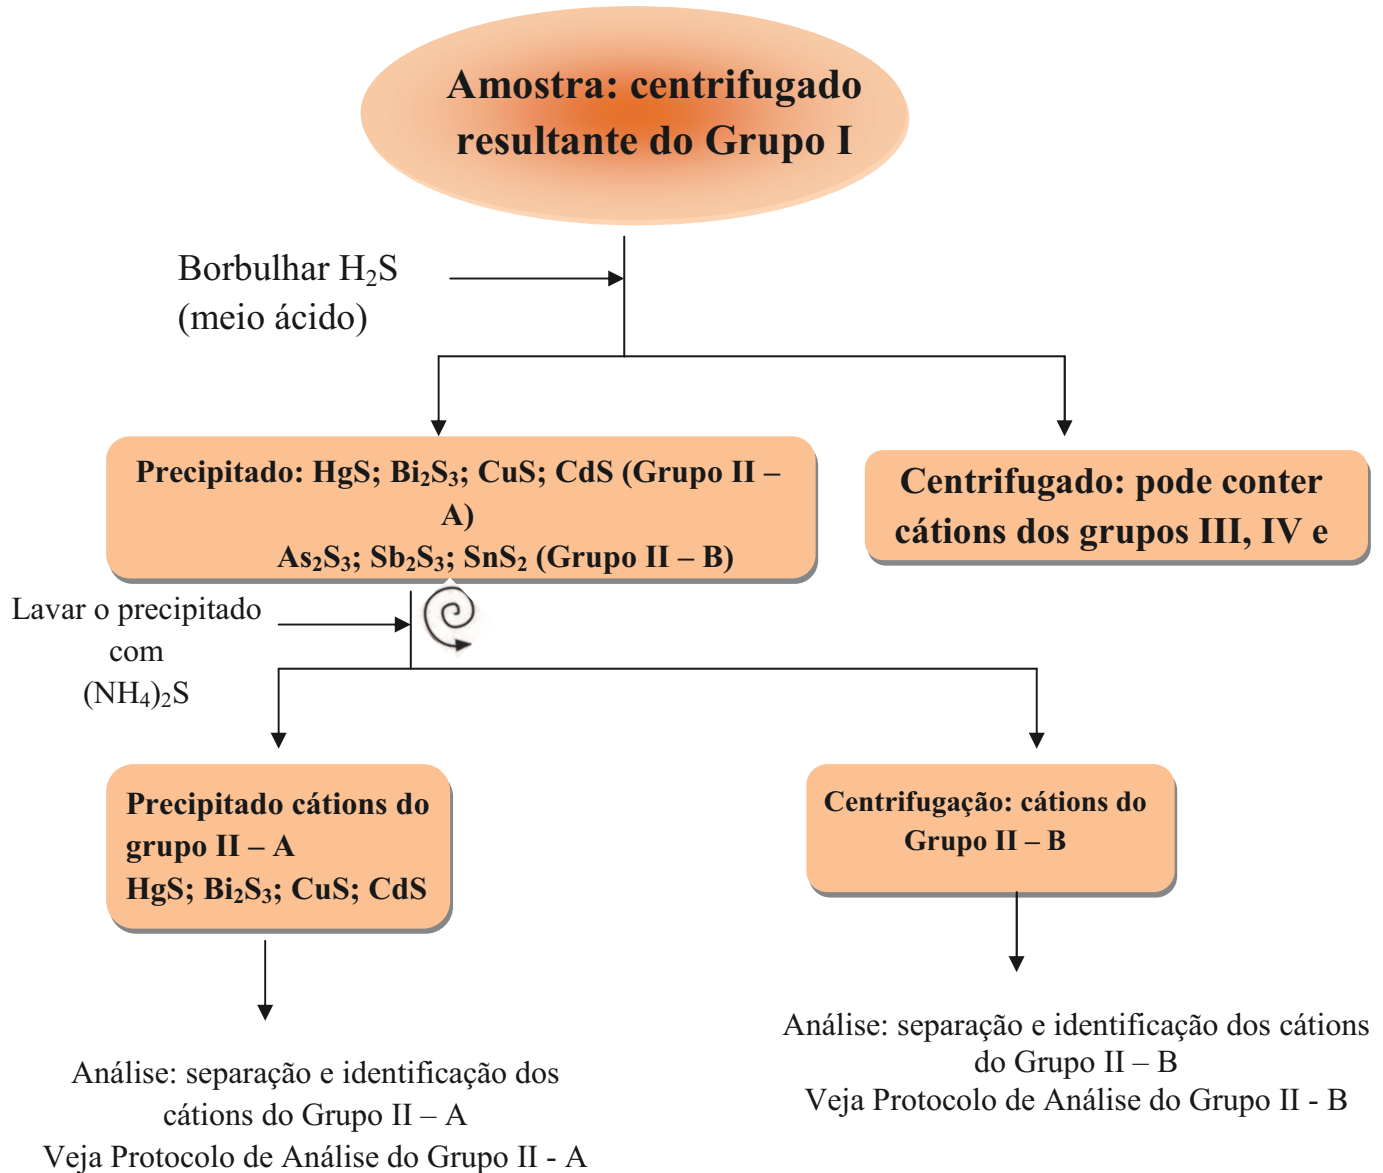 Amostra: centrifugado
resultante do Grupo I
Borbulhar H₂S
(meio ácido)
Precipitado: HgS; Bi₂S₃; CuS; CdS (Grupo II –
A)
As₂S₃; Sb₂S₃; SnS₂ (Grupo II – B)
Centrifugado: pode conter
cátions dos grupos III, IV e
Lavar o precipitado
com
(NH₄)₂S
Precipitado cátions do
grupo II – A
HgS; Bi₂S₃; CuS; CdS
Centrifugação: cátions do
Grupo II – B
Análise: separação e identificação dos
cátions do Grupo II – A
Veja Protocolo de Análise do Grupo II - A
Análise: separação e identificação dos cátions
do Grupo II – B
Veja Protocolo de Análise do Grupo II - B